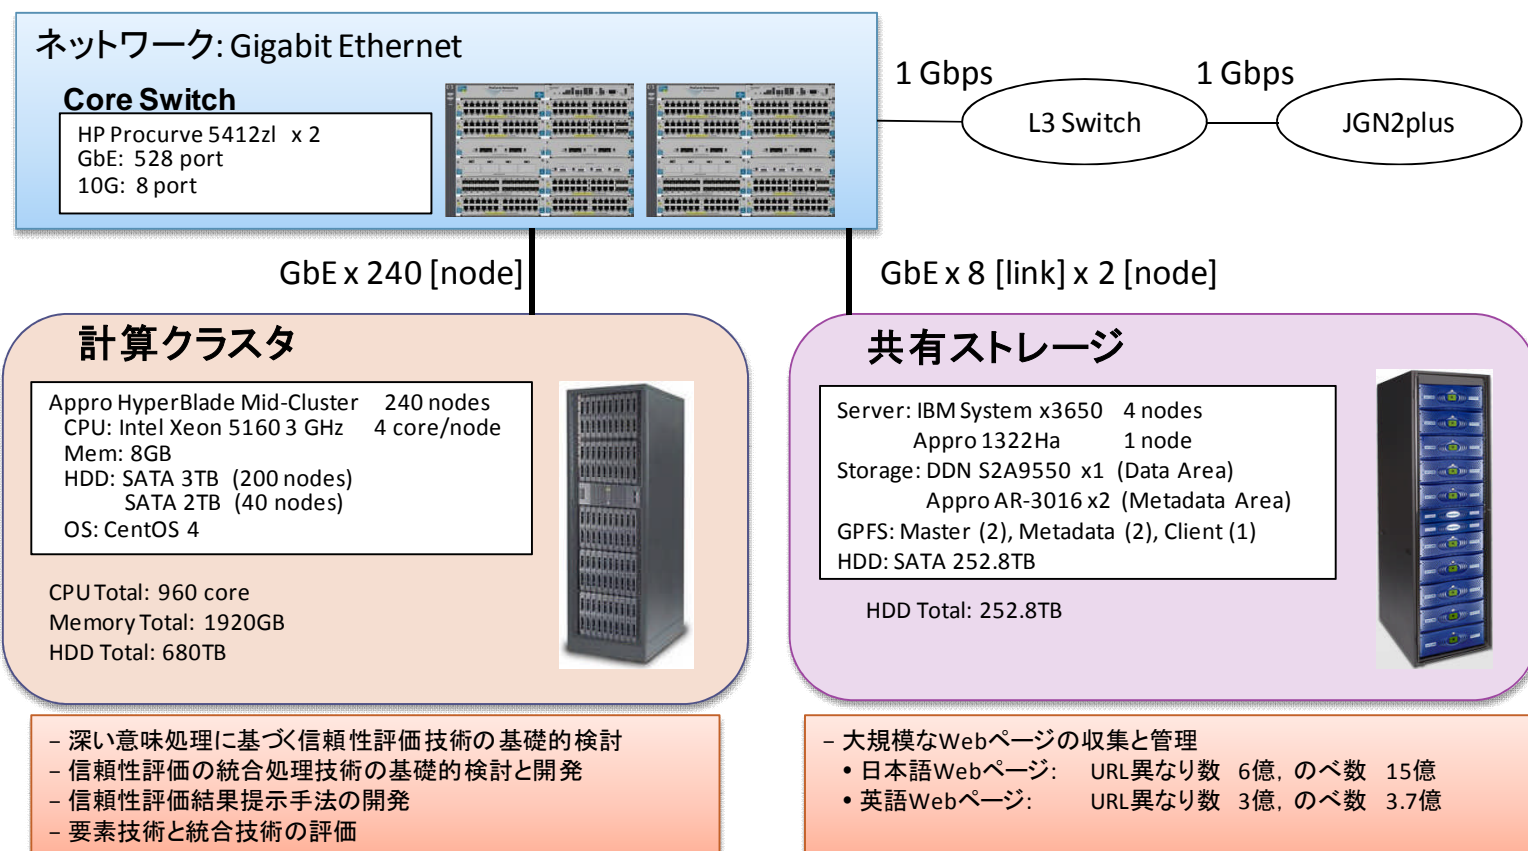 ネットワーク: Gigabit Ethernet
Core Switch
HP Procurve 5412zl x 2
GbE: 528 port
10G: 8 port
1 Gbps
L3 Switch
1 Gbps
JGN2plus
GbE x 240 [node]
GbE x 8 [link] x 2 [node]
計算クラスタ
Appro HyperBlade Mid-Cluster 240 nodes
CPU: Intel Xeon 5160 3 GHz 4 core/node
Mem: 8GB
HDD: SATA 3TB (200 nodes)
SATA 2TB (40 nodes)
OS: CentOS 4
CPU Total: 960 core
Memory Total: 1920GB
HDD Total: 680TB
共有ストレージ
Server: IBM System x3650 4 nodes
Appro 1322Ha 1 node
Storage: DDN S2A9550 x1 (Data Area)
Appro AR-3016 x2 (Metadata Area)
GPFS: Master (2), Metadata (2), Client (1)
HDD: SATA 252.8TB
HDD Total: 252.8TB
– 深い意味処理に基づく信頼性評価技術の基礎的検討
– 信頼性評価の統合処理技術の基礎的検討と開発
– 信頼性評価結果提示手法の開発
– 要素技術と統合技術の評価
– 大規模なWebページの収集と管理
• 日本語Webページ: URL異なり数 6億, のべ数 15億
• 英語Webページ: URL異なり数 3億, のべ数 3.7億